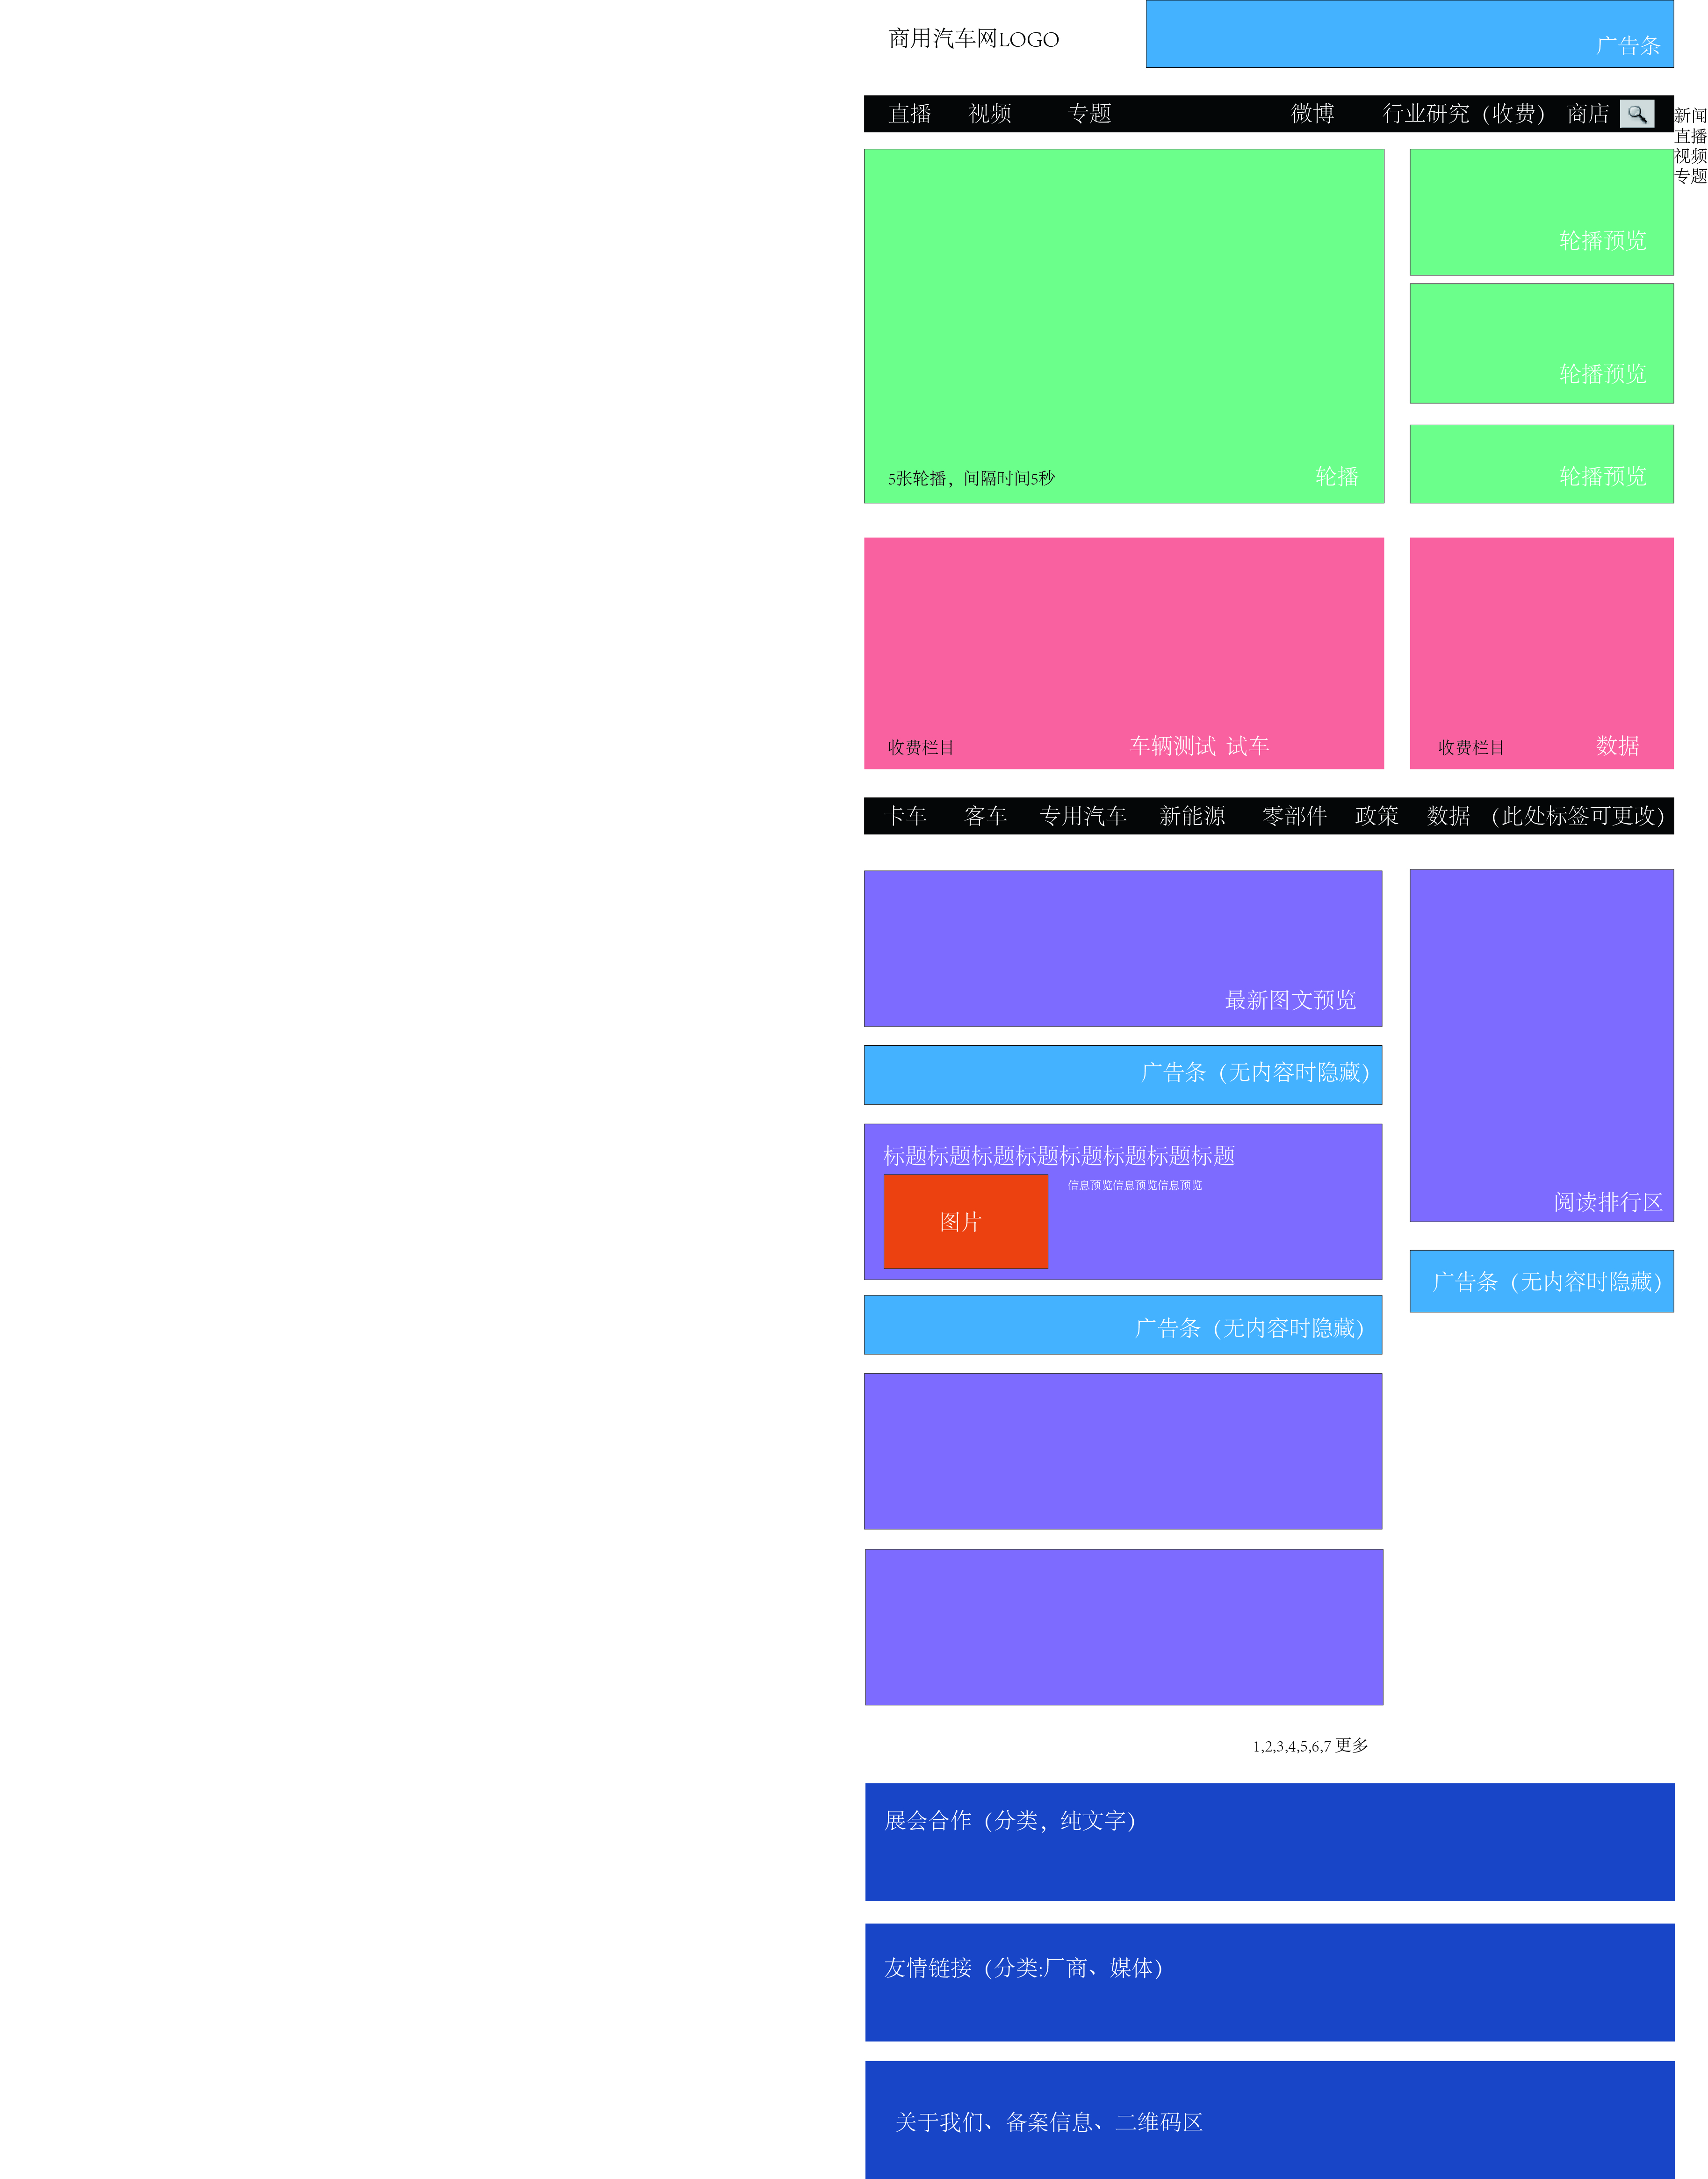 商用汽车网LOGO
广告条
直播 视频 专题 微博 行业研究（收费） 商店
新闻
直播
视频
专题
轮播预览
轮播预览
5张轮播，间隔时间5秒 轮播
轮播预览
收费栏目 车辆测试 试车
收费栏目 数据
卡车 客车 专用汽车 新能源 零部件 政策 数据 （此处标签可更改）
最新图文预览
广告条（无内容时隐藏）
标题标题标题标题标题标题标题标题
信息预览信息预览信息预览
图片
阅读排行区
广告条（无内容时隐藏）
广告条（无内容时隐藏）
1,2,3,4,5,6,7 更多
展会合作（分类，纯文字）
友情链接（分类:厂商、媒体）
关于我们、备案信息、二维码区